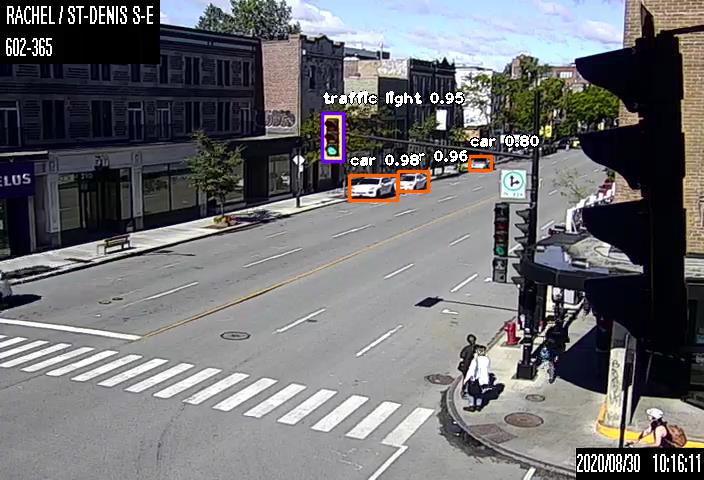 RACHEL / ST-DENIS S-E
602-365
traffic light 0.95
car 0.98
0.96
car 0.80
ELUS
2020/08/30 10:16:11